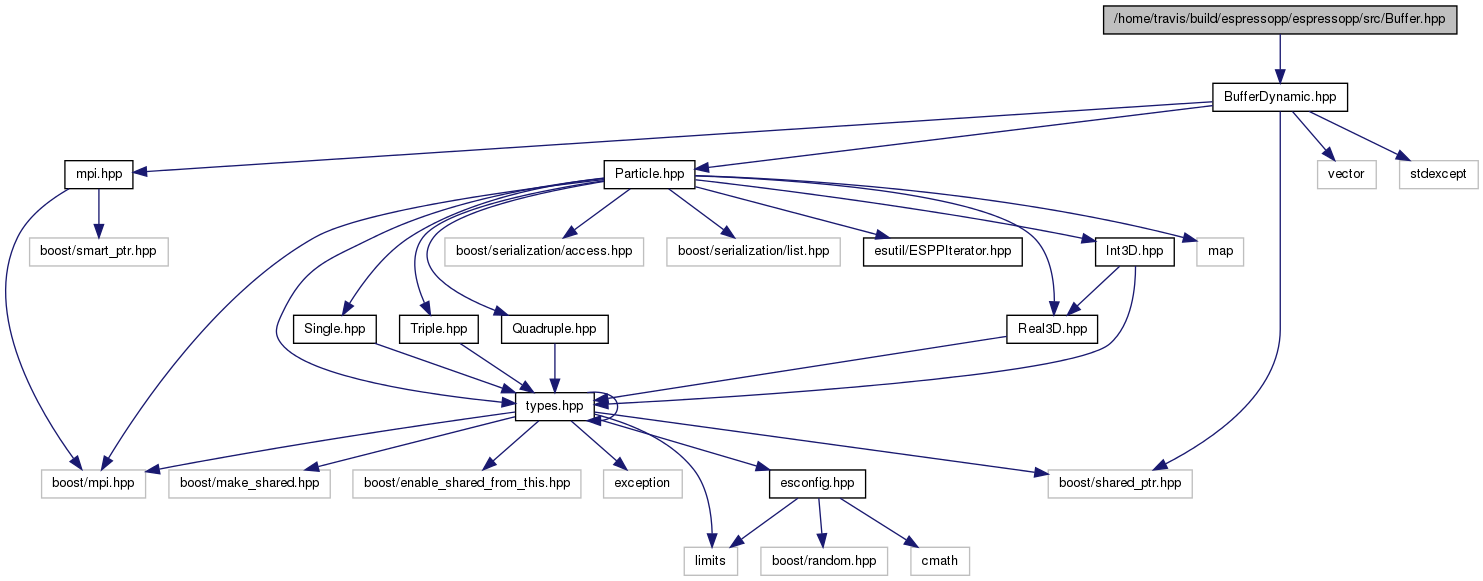 /home/travis/build/espressopp/espressopp/src/Buffer.hpp
BufferDynamic.hpp
mpi.hpp
Particle.hpp
vector
stdexcept
boost/smart_ptr.hpp
boost/serialization/access.hpp
boost/serialization/list.hpp
esutil/ESPPIterator.hpp
Int3D.hpp
map
Single.hpp
Triple.hpp
Quadruple.hpp
Real3D.hpp
types.hpp
boost/mpi.hpp
boost/make_shared.hpp
boost/enable_shared_from_this.hpp
exception
esconfig.hpp
boost/shared_ptr.hpp
limits
boost/random.hpp
cmath